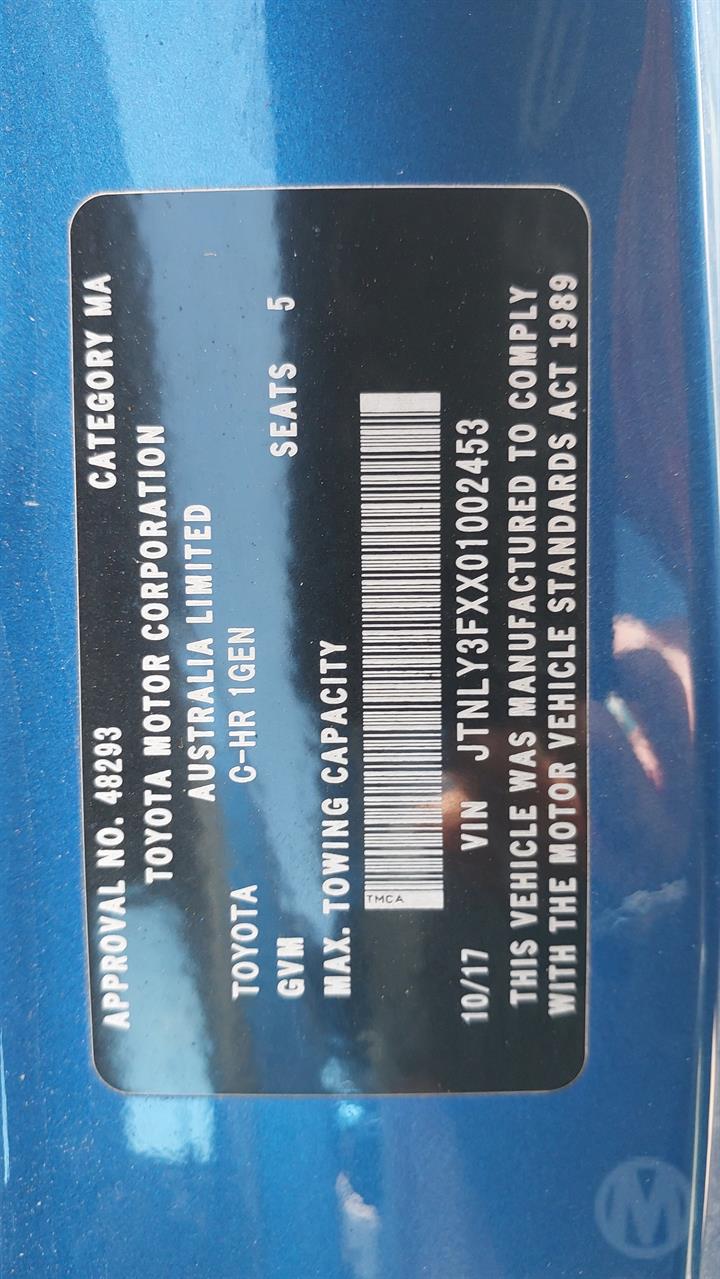 APPROVAL NO. 48293 CATEGORY MA
TOYOTA MOTOR CORPORATION
AUSTRALIA LIMITED
TOYOTA C-HR 1GEN
GVM SEATS 5
MAX. TOWING CAPACITY
TMCA
10/17 VIN JTNLY3FXX01002453
THIS VEHICLE WAS MANUFACTURED TO COMPLY
WITH THE MOTOR VEHICLE STANDARDS ACT 1989
M